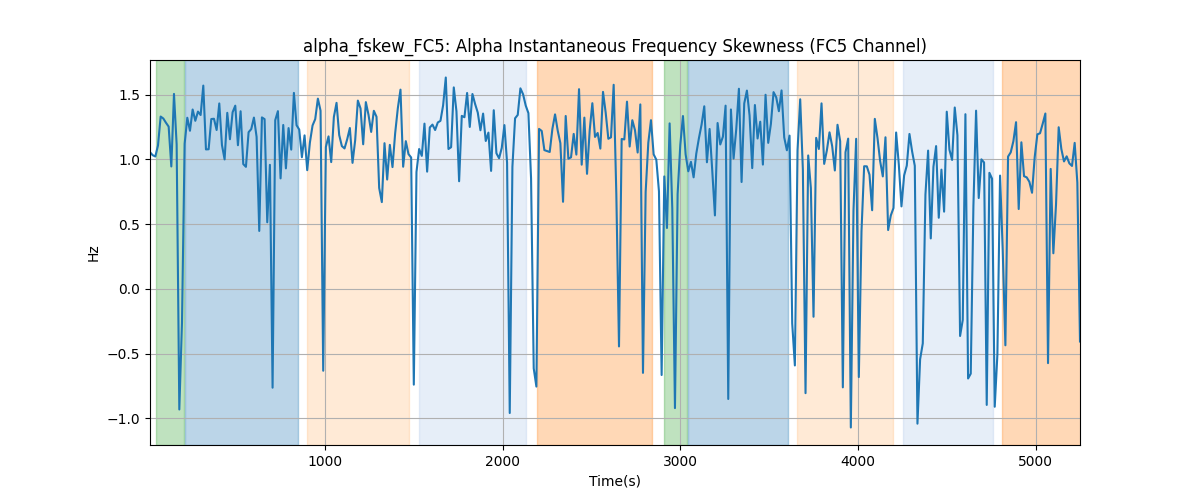 alpha_fskew_FC5: Alpha Instantaneous Frequency Skewness (FC5 Channel)
1.5
1.0
0.5
0.0
−0.5
−1.0
Hz
1000 2000 3000 4000 5000
Time(s)